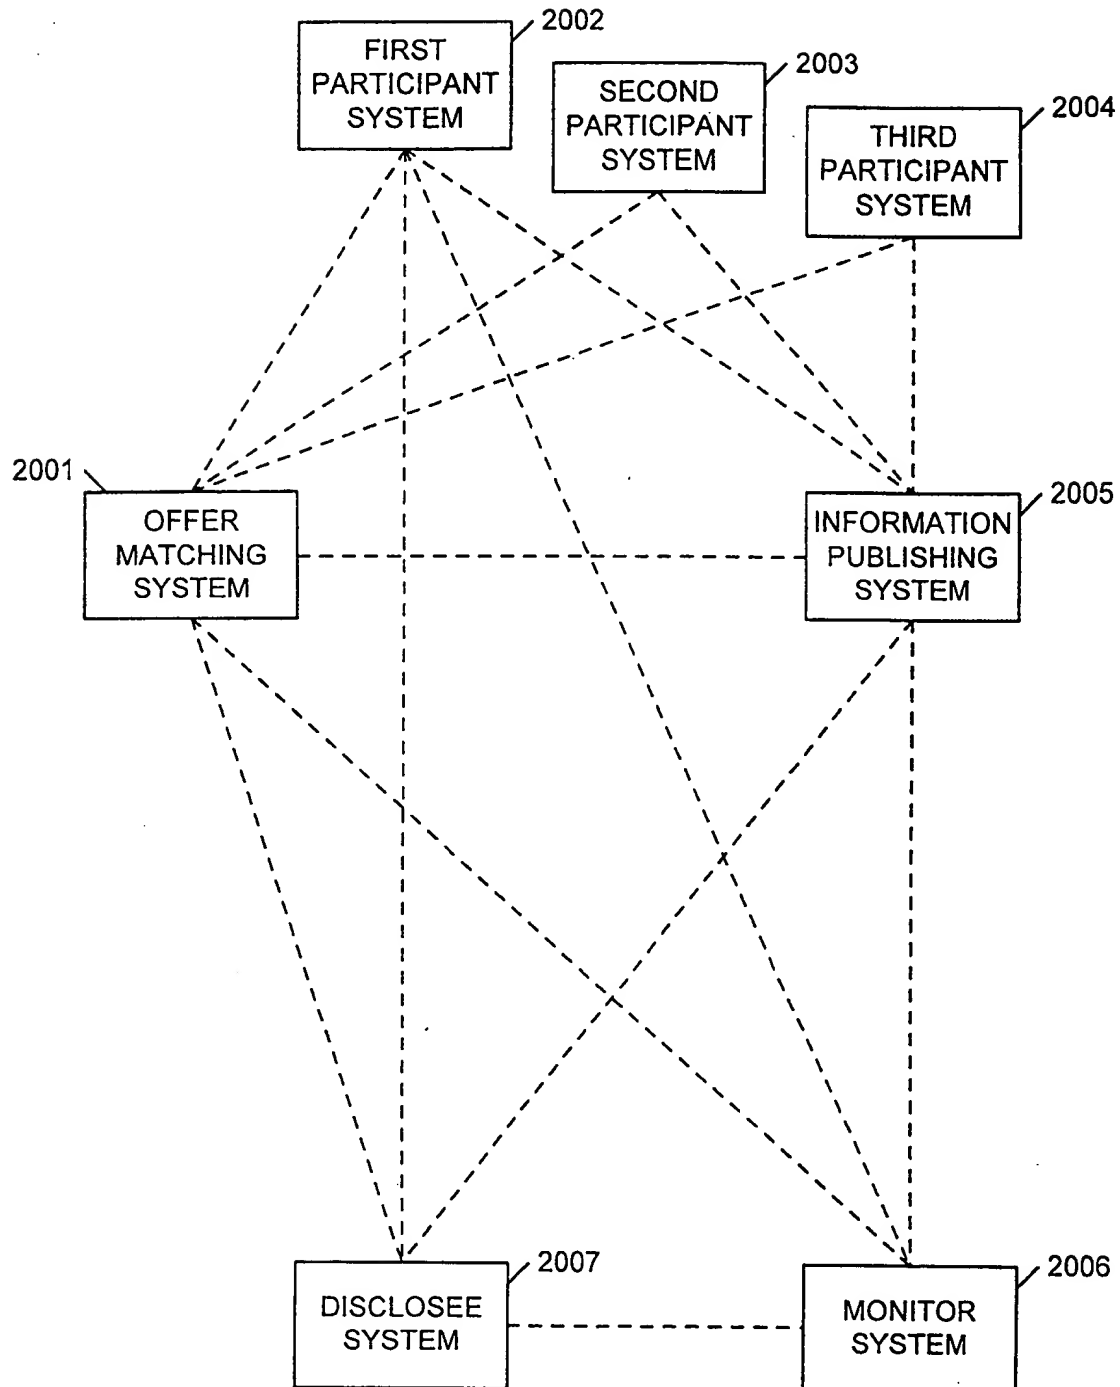 2002
FIRST
PARTICIPANT
SYSTEM
2003
SECOND
PARTICIPANT
SYSTEM
2004
THIRD
PARTICIPANT
SYSTEM
2001
OFFER
MATCHING
SYSTEM
2005
INFORMATION
PUBLISHING
SYSTEM
2007
DISCLOSEE
SYSTEM
2006
MONITOR
SYSTEM